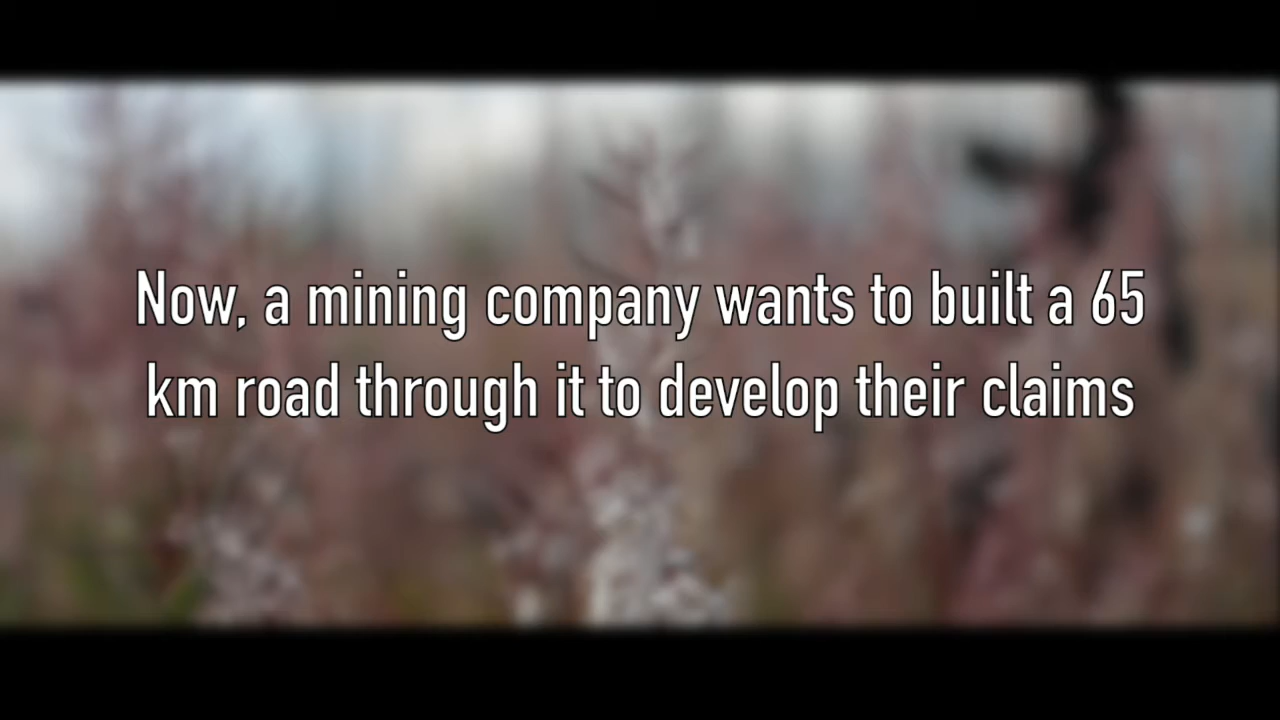 Now, a mining company wants to built a 65
km road through it to develop their claims